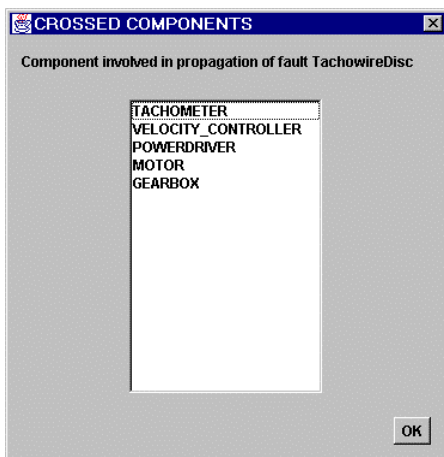 CROSSED COMPONENTS
Component involved in propagation of fault TachowireDisc
TACHOMETER
VELOCITY_CONTROLLER
POWERDRIVER
MOTOR
GEARBOX
OK